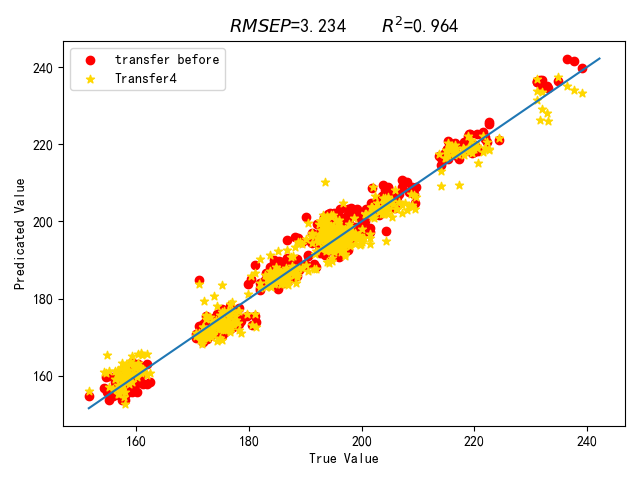 RMSEP=3.234 R²=0.964
transfer before
Transfer4
240
220
200
180
160
Predicated Value
160 180 200 220 240
True Value